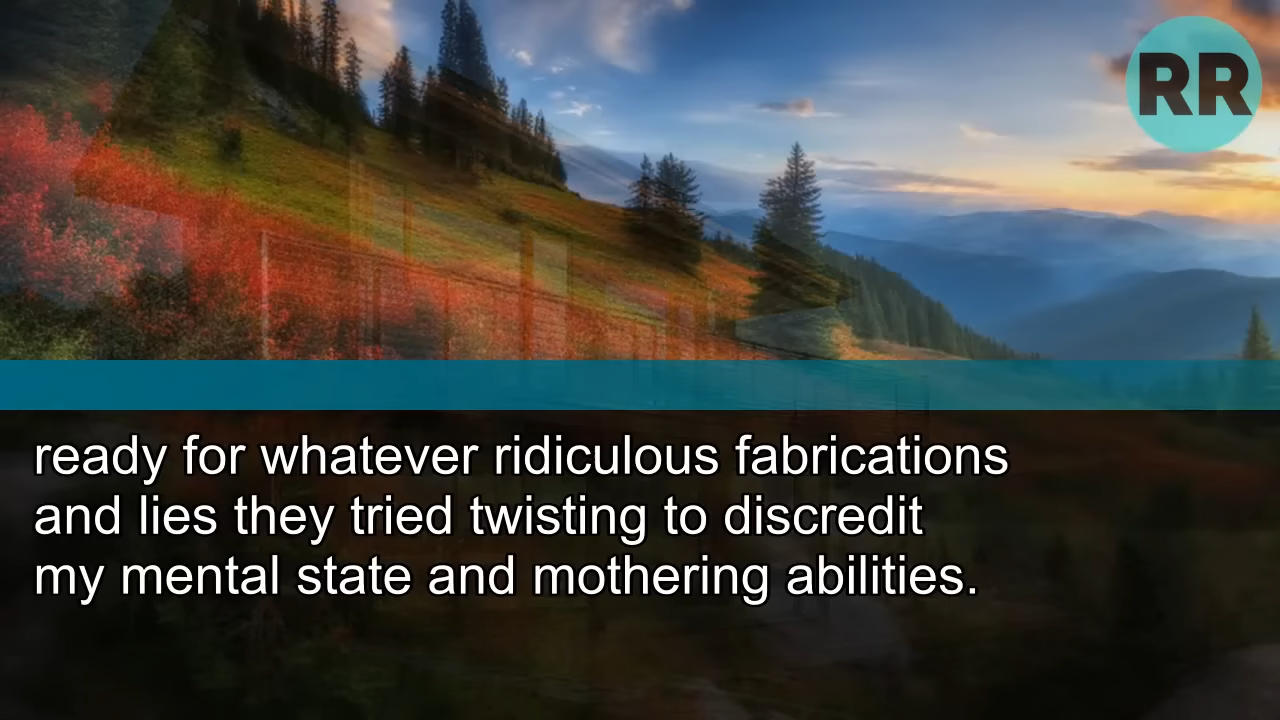 RR
ready for whatever ridiculous fabrications
and lies they tried twisting to discredit
my mental state and mothering abilities.